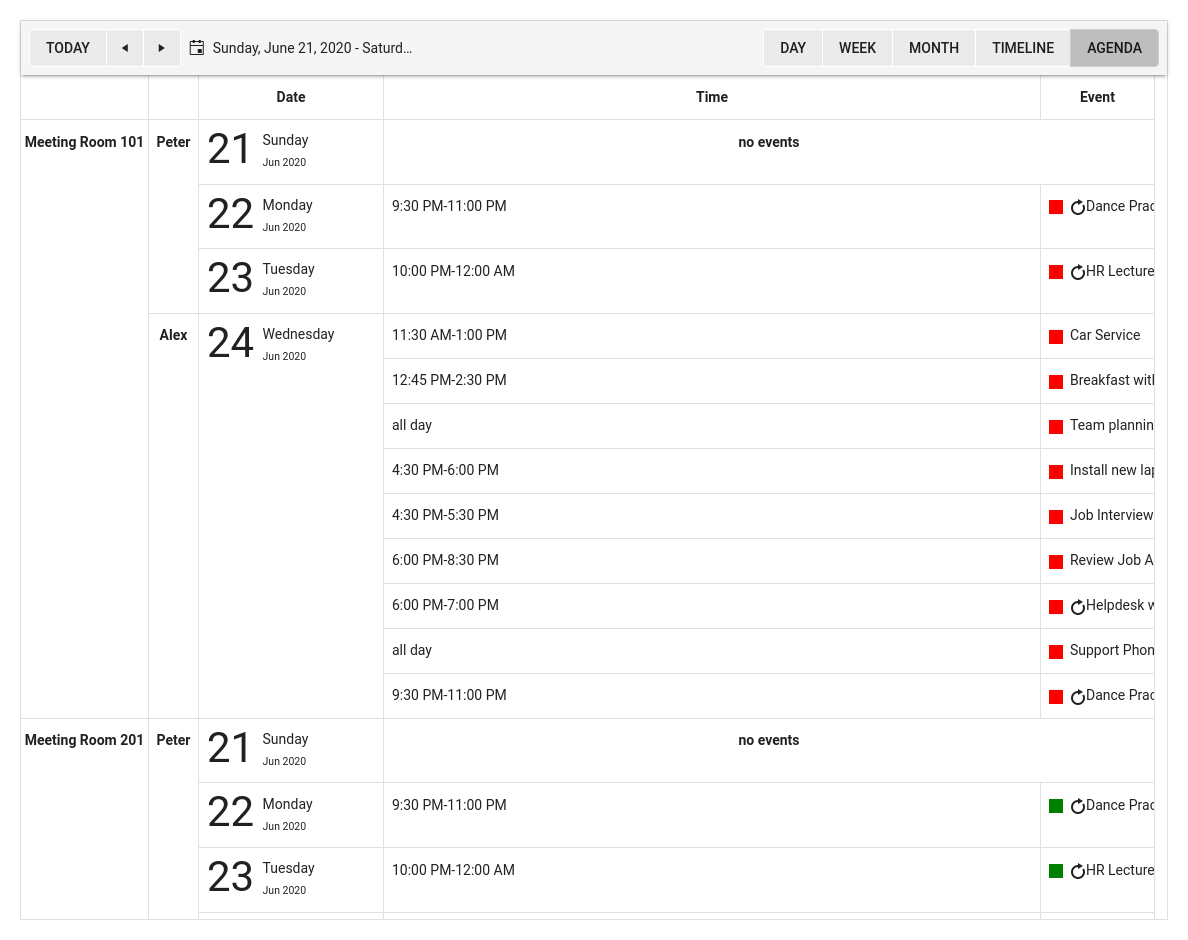 TODAY Sunday, June 21, 2020 - Saturd... DAY WEEK MONTH TIMELINE AGENDA
Date Time Event
Meeting Room 101 Peter 21 Sunday Jun 2020 no events
22 Monday Jun 2020 9:30 PM-11:00 PM Dance Prac
23 Tuesday Jun 2020 10:00 PM-12:00 AM HR Lecture
Alex 24 Wednesday Jun 2020 11:30 AM-1:00 PM Car Service
12:45 PM-2:30 PM Breakfast with
all day Team plannin
4:30 PM-6:00 PM Install new lap
4:30 PM-5:30 PM Job Interview
6:00 PM-8:30 PM Review Job A
6:00 PM-7:00 PM Helpdesk w
all day Support Phon
9:30 PM-11:00 PM Dance Prac
Meeting Room 201 Peter 21 Sunday Jun 2020 no events
22 Monday Jun 2020 9:30 PM-11:00 PM Dance Prac
23 Tuesday Jun 2020 10:00 PM-12:00 AM HR Lecture